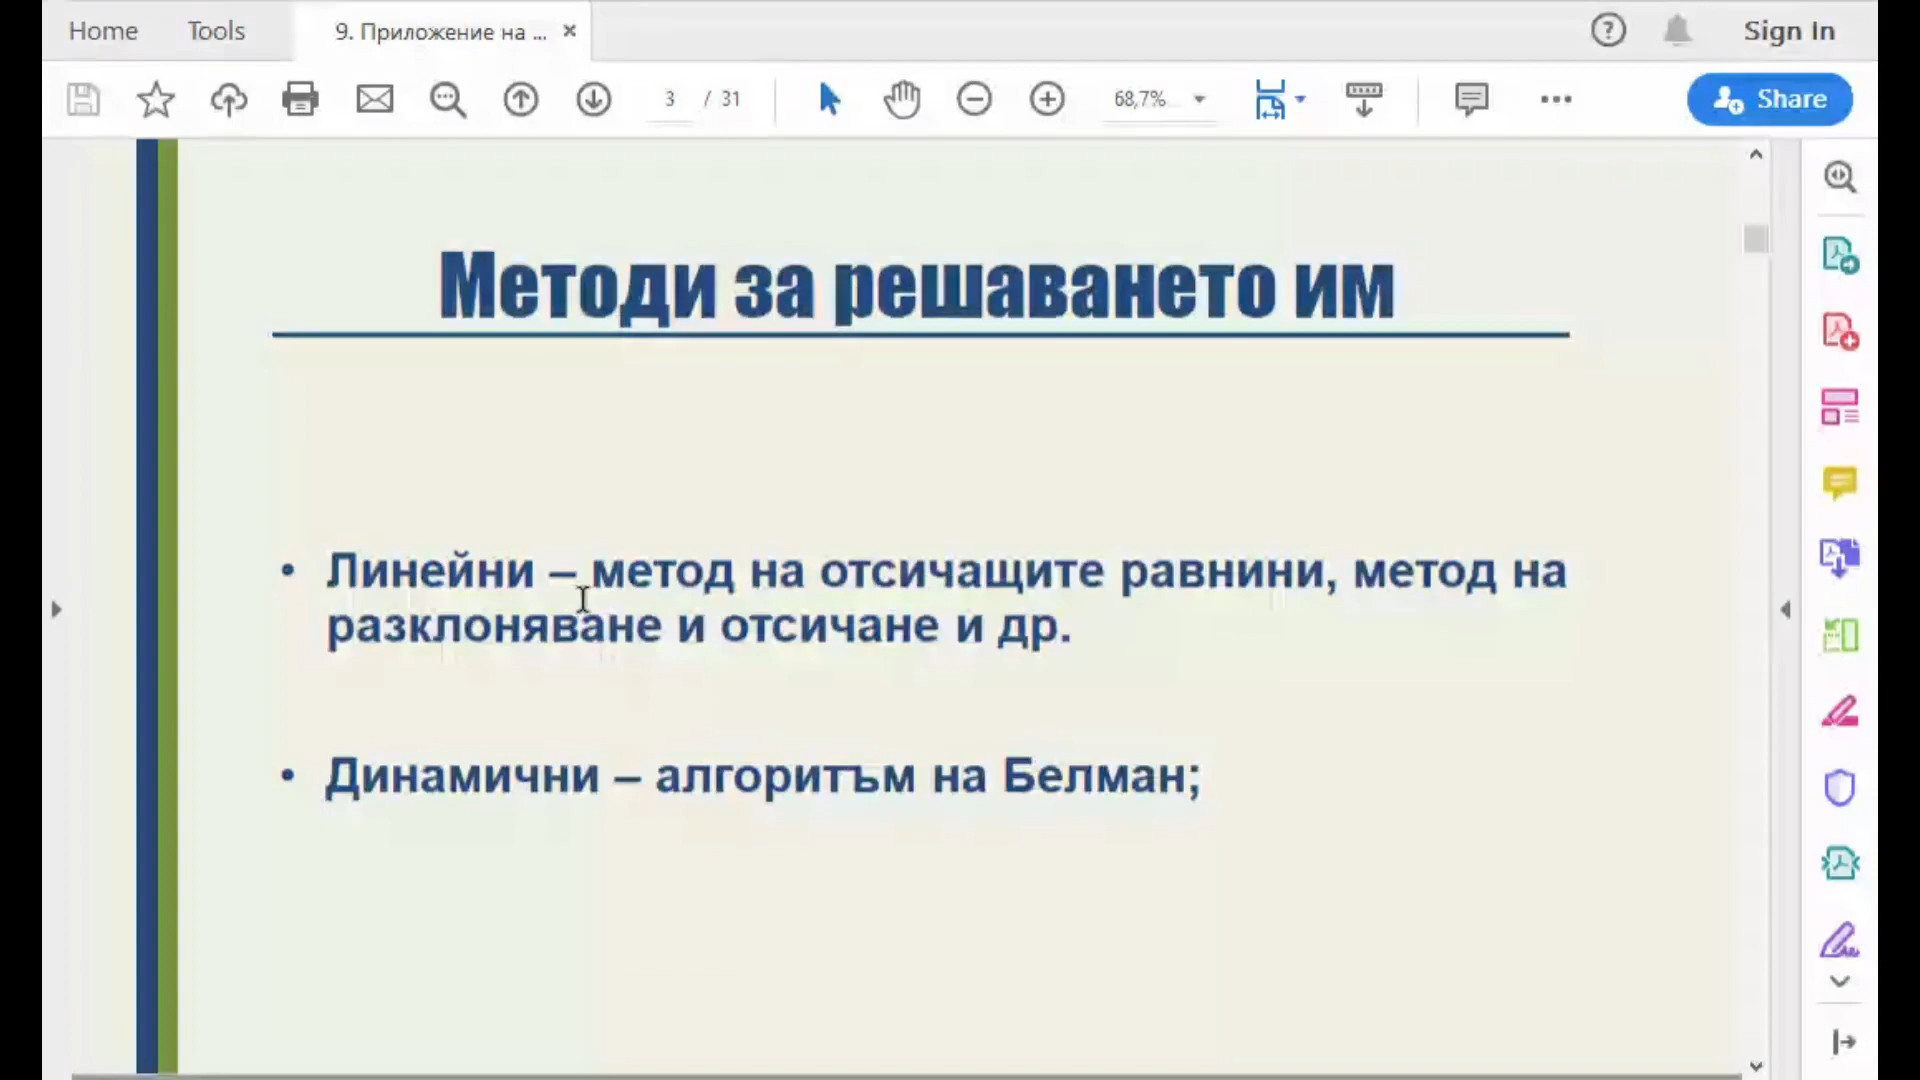 Home Tools 9. Приложение на ... × Sign In
3 / 31 68,7% Share
Методи за решаването им
• Линейни – метод на отсичащите равнини, метод на
разклоняване и отсичане и др.
• Динамични – алгоритъм на Белман;